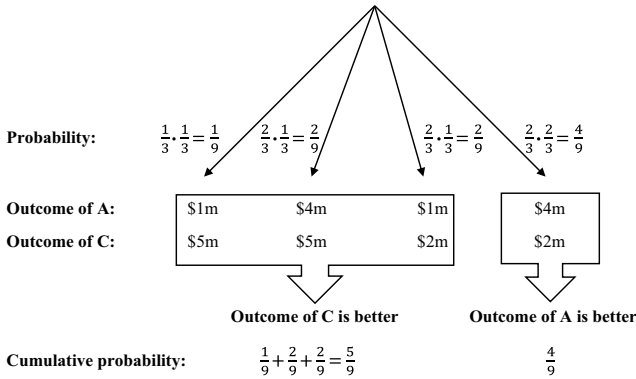 Probability: 1/3 · 1/3 = 1/9 2/3 · 1/3 = 2/9 2/3 · 1/3 = 2/9 2/3 · 2/3 = 4/9
Outcome of A: $1m $4m $1m $4m
Outcome of C: $5m $5m $2m $2m
Outcome of C is better Outcome of A is better
Cumulative probability: 1/9 + 2/9 + 2/9 = 5/9 4/9